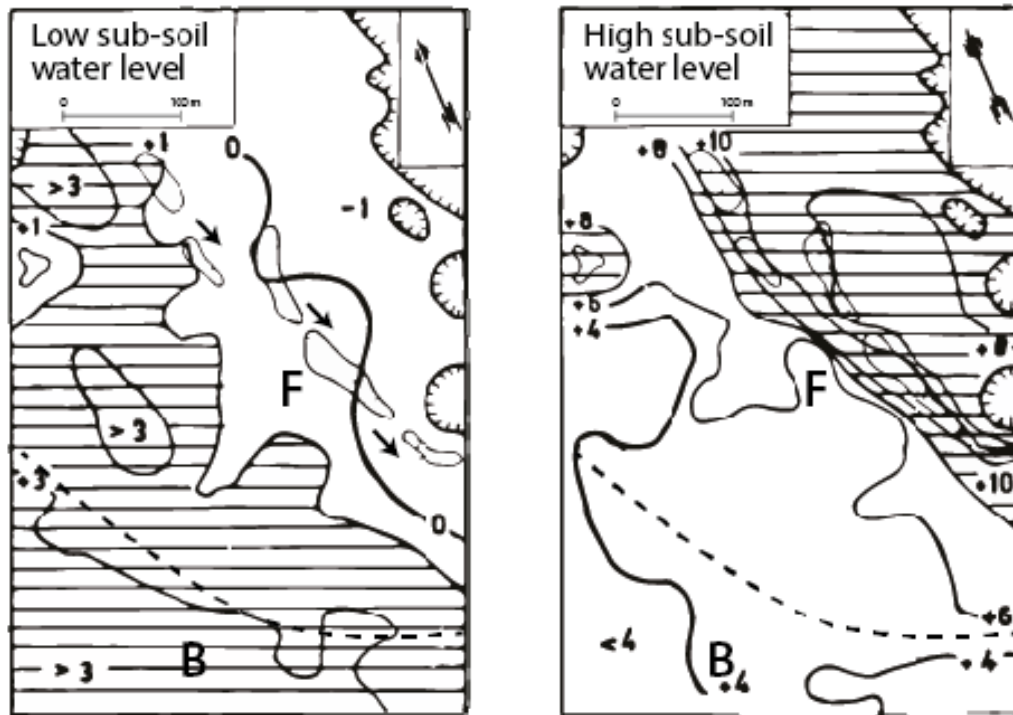 Low sub-soil
water level
0 100m
+1
0
> 3
-1
+1
F
> 3
+3
0
> 3
B
High sub-soil
water level
0 100m
+8
+10
+8
+6
+4
+8
F
+10
+6
< 4
B
+4
+4